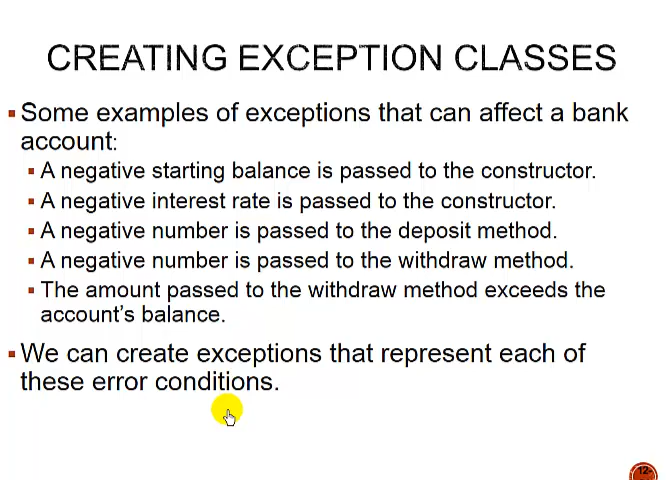 CREATING EXCEPTION CLASSES
▪Some examples of exceptions that can affect a bank
account:
▪ A negative starting balance is passed to the constructor.
▪ A negative interest rate is passed to the constructor.
▪ A negative number is passed to the deposit method.
▪ A negative number is passed to the withdraw method.
▪ The amount passed to the withdraw method exceeds the
account's balance.
▪We can create exceptions that represent each of
these error conditions.
12-